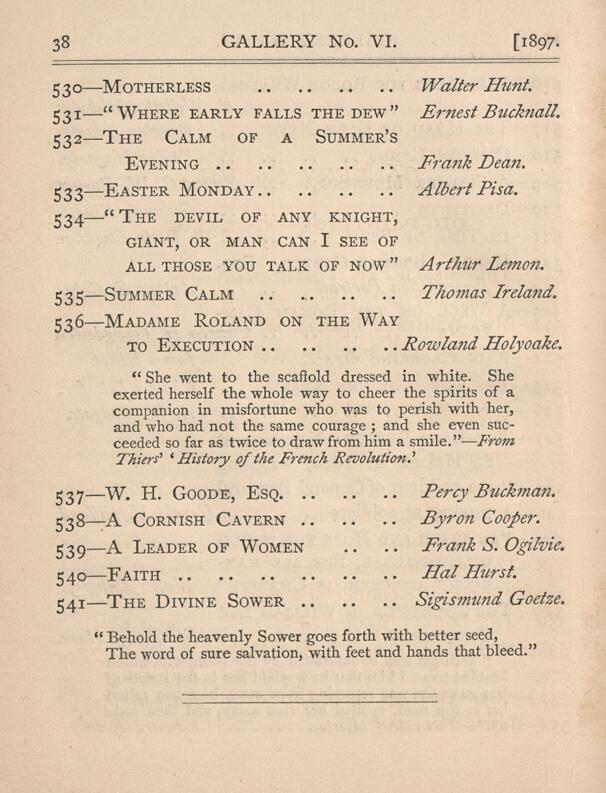 38 GALLERY No. VI. [1897.
530—MOTHERLESS .. .. .. .. Walter Hunt.
531—“WHERE EARLY FALLS THE DEW” Ernest Bucknall.
532—THE CALM OF A SUMMER'S
EVENING .. .. .. .. Frank Dean.
533—EASTER MONDAY.. .. .. .. Albert Pisa.
534—“THE DEVIL OF ANY KNIGHT,
GIANT, OR MAN CAN I SEE OF
ALL THOSE YOU TALK OF NOW” Arthur Lemon.
535—SUMMER CALM .. .. .. .. Thomas Ireland.
536—MADAME ROLAND ON THE WAY
TO EXECUTION .. .. .. .. Rowland Holyoake.
“She went to the scaffold dressed in white. She
exerted herself the whole way to cheer the spirits of a
companion in misfortune who was to perish with her,
and who had not the same courage ; and she even suc-
ceeded so far as twice to draw from him a smile.”—From
Thiers' ‘History of the French Revolution.’
537—W. H. GOODE, ESQ. .. .. .. Percy Buckman.
538—A CORNISH CAVERN .. .. .. Byron Cooper.
539—A LEADER OF WOMEN .. .. Frank S. Ogilvie.
540—FAITH .. .. .. .. .. Hal Hurst.
541—THE DIVINE SOWER .. .. .. Sigismund Goetze.
“Behold the heavenly Sower goes forth with better seed,
The word of sure salvation, with feet and hands that bleed.”